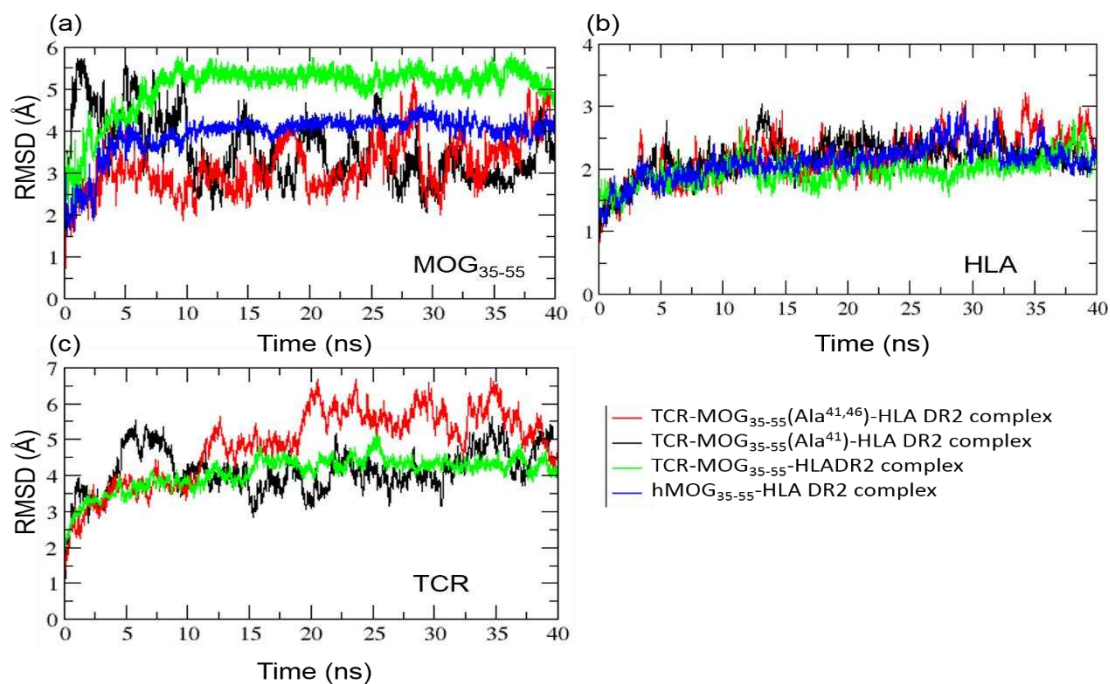 (a)
6
5
4
3
2
1
0
RMSD (Å)
0 5 10 15 20 25 30 35 40
Time (ns)
MOG35-55
(b)
4
3
2
1
0
0 5 10 15 20 25 30 35 40
Time (ns)
HLA
(c)
7
6
5
4
3
2
1
0
RMSD (Å)
0 5 10 15 20 25 30 35 40
Time (ns)
TCR
TCR-MOG35-55(Ala41,46)-HLA DR2 complex
TCR-MOG35-55(Ala41)-HLA DR2 complex
TCR-MOG35-55-HLADR2 complex
hMOG35-55-HLA DR2 complex